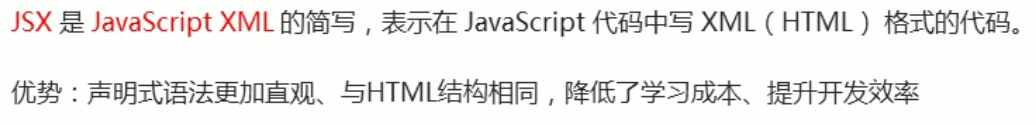 JSX 是 JavaScript XML 的简写，表示在 JavaScript 代码中写 XML（HTML） 格式的代码。
优势：声明式语法更加直观、与HTML结构相同，降低了学习成本、提升开发效率